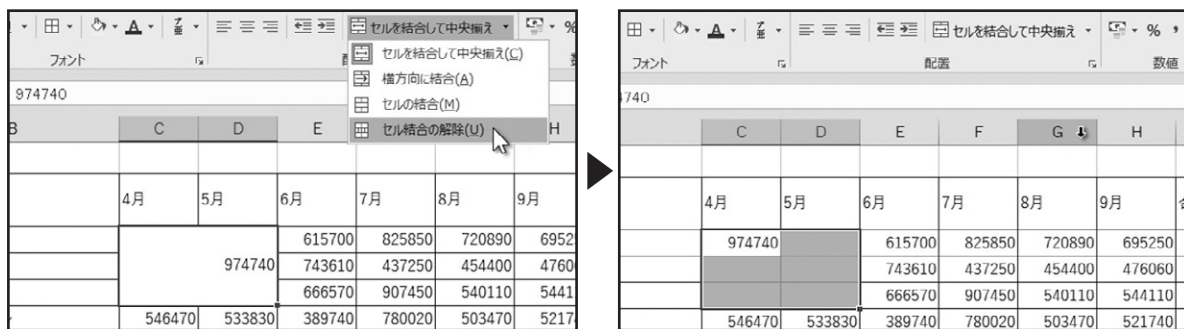 セルを結合して中央揃え %
フォント
セルを結合して中央揃え(C)
横方向に結合(A)
セルの結合(M)
セル結合の解除(U)
974740
B C D E H
4月 5月 6月 7月 8月 9月
615700 825850 720890 6952
974740 743610 437250 454400 4760
666570 907450 540110 5441
546470 533830 389740 780020 503470 5217
セルを結合して中央揃え % ,
フォント 配置 数値
740
C D E F G H
4月 5月 6月 7月 8月 9月
974740 615700 825850 720890 695250
743610 437250 454400 476060
666570 907450 540110 544110
546470 533830 389740 780020 503470 521740